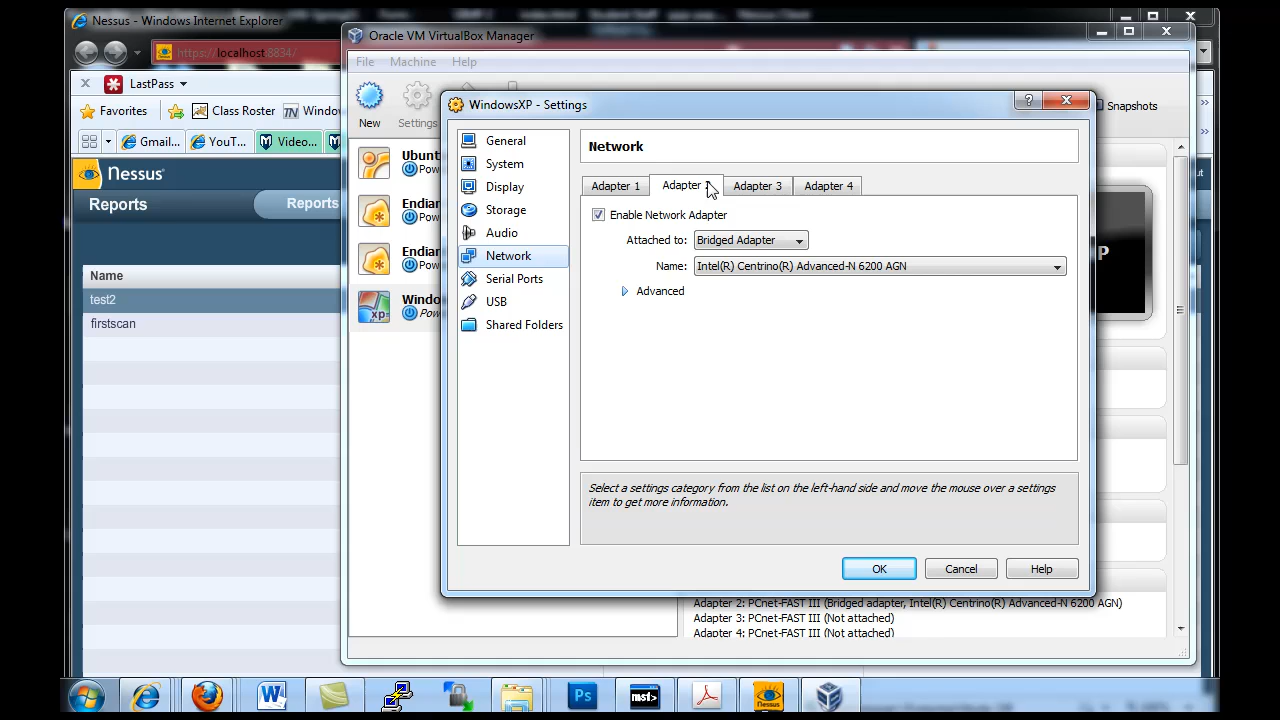 Nessus - Windows Internet Explorer
https://localhost:8834/
LastPass
Favorites
Class Roster
TN
Gmail...
YouT...
Video...
Nessus
Reports
Reports
Name
test2
firstscan
Oracle VM VirtualBox Manager
File Machine Help
New
Settings
Snapshots
Ubunt
Endian
Endian
Windo
xp
WindowsXP - Settings
General
System
Display
Storage
Audio
Network
Serial Ports
USB
Shared Folders
Network
Adapter 1
Adapter
Adapter 3
Adapter 4
Enable Network Adapter
Attached to: Bridged Adapter
Name: Intel(R) Centrino(R) Advanced-N 6200 AGN
Advanced
Select a settings category from the list on the left-hand side and move the mouse over a settings
item to get more information.
OK
Cancel
Help
Adapter 2: PCnet-FAST III (Bridged adapter, Intel(R) Centrino(R) Advanced-N 6200 AGN)
Adapter 3: PCnet-FAST III (Not attached)
Adapter 4: PCnet-FAST III (Not attached)
W
Ps
msf>
Nessus